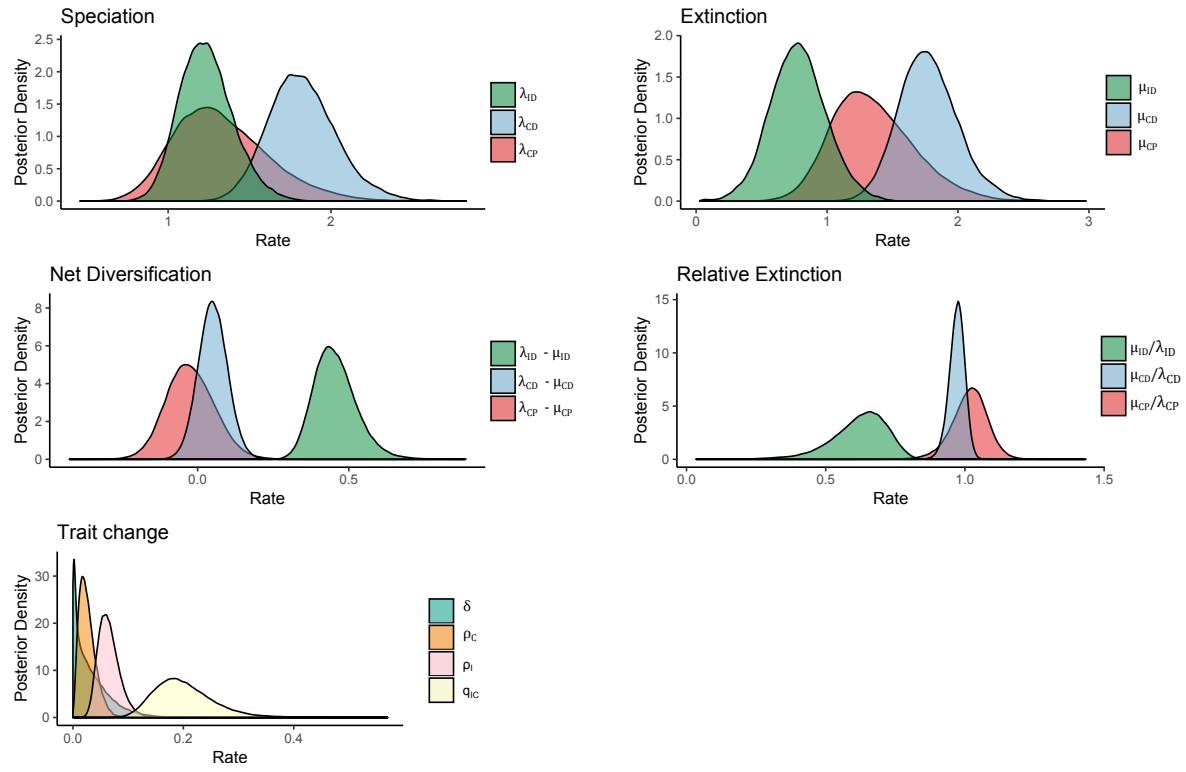 Speciation
2.5
2.0
1.5
1.0
0.5
0.0
Posterior Density
1
2
Rate
λID
λCD
λCP
Extinction
2.0
1.5
1.0
0.5
0.0
Posterior Density
0
1
2
3
Rate
μID
μCD
μCP
Net Diversification
8
6
4
2
0
Posterior Density
0.0
0.5
Rate
λID - μID
λCD - μCD
λCP - μCP
Relative Extinction
15
10
5
0
Posterior Density
0.0
0.5
1.0
1.5
Rate
μID/λID
μCD/λCD
μCP/λCP
Trait change
30
20
10
0
Posterior Density
0.0
0.2
0.4
Rate
δ
ρC
ρI
qIC